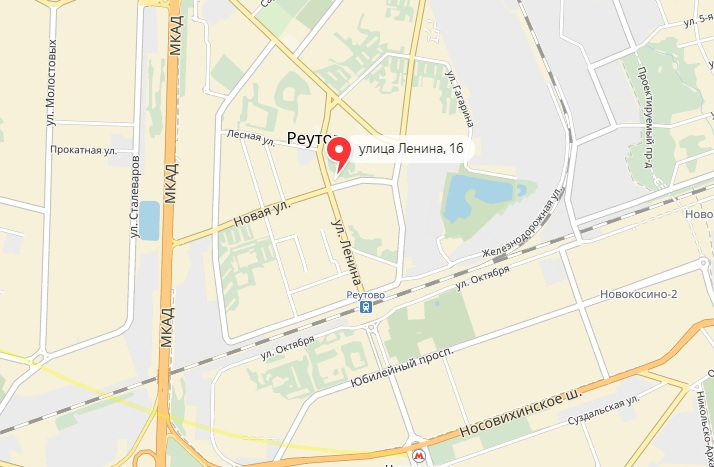 МКАД
ул. 5-я
ул. Молостовых
ул. Гагарина
Проектируемый пр-д
Лесная ул.
Реутов
улица Ленина, 16
Прокатная ул.
ул. Сталеваров
МКАД
Новая ул.
ул. Ленина
Железнодорожная ул.
Ново
ул. Октября
Реутово
Новокосино-2
МКАД
ул. Октября
Юбилейный просп.
Носовихинское ш.
Суздальская ул.
Никольско-Арх